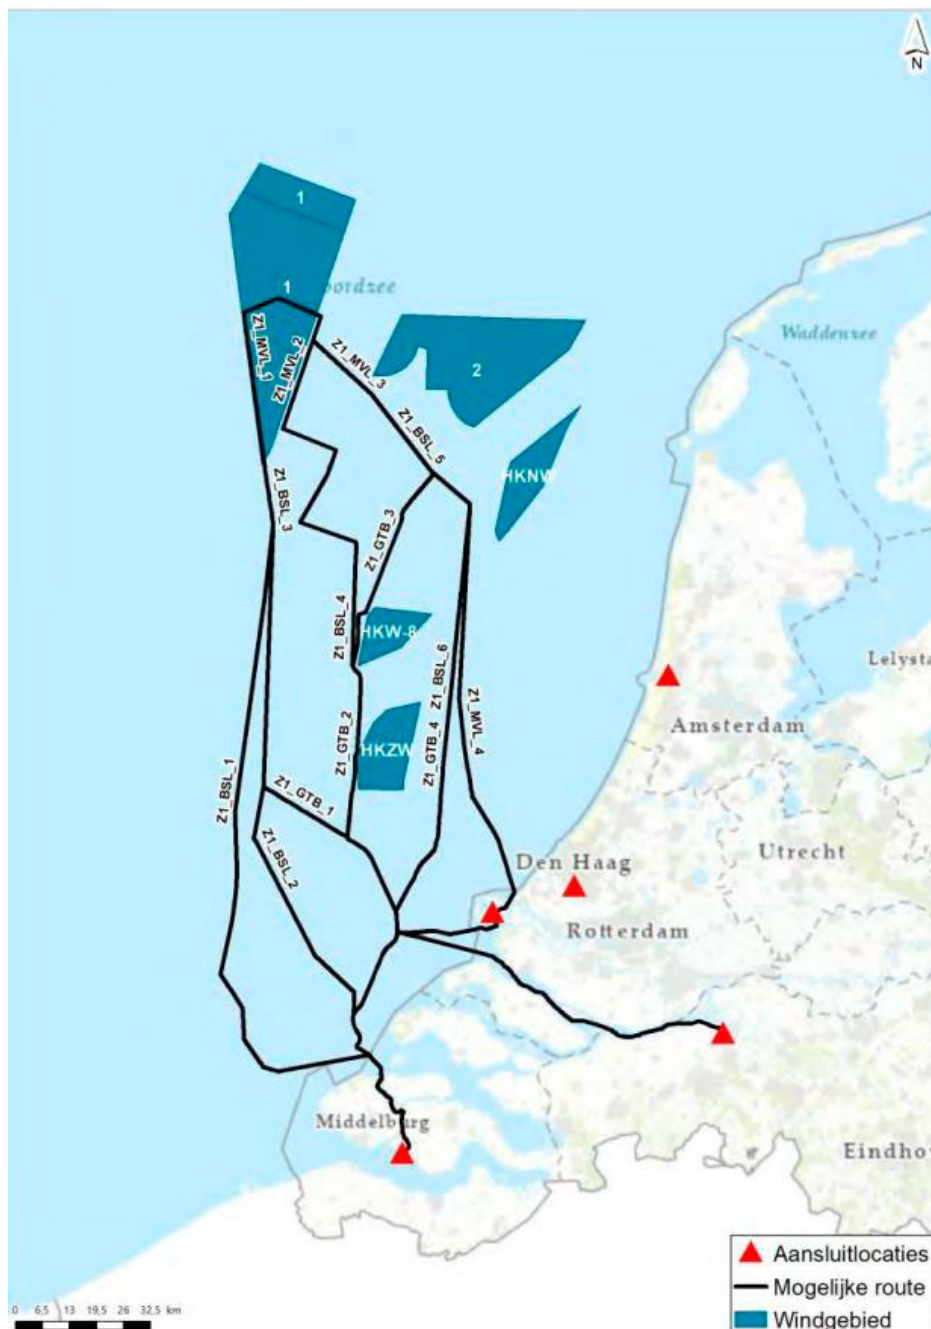 N
1
1
oordzee
Waddenzee
Z1_MVL_1
Z1_MVL_2
Z1_MVL_3
2
Z1_BSL_5
HKNW
Z1_BSL_3
Z1_GTB_3
HKW-8
Z1_BSL_4
Z1_BSL_6
Lelysta
Z1_MVL_4
Amsterdam
Z1_GTB_2
HKZW
Z1_GTB_4
Z1_BSL_1
Z1_GTB_1
Z1_BSL_2
Den Haag
Utrecht
Rotterdam
Middelburg
Eindhov
Aansluitlocaties
Mogelijke route
Windgebied
0 6,5 13 19,5 26 32,5 km